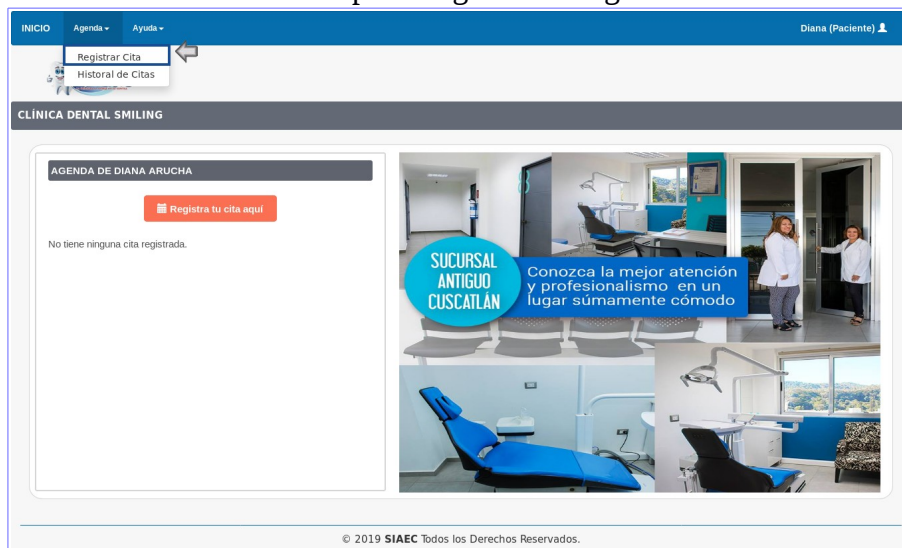 INICIO Agenda Ayuda Diana (Paciente)
Registrar Cita
Historal de Citas
CLÍNICA DENTAL SMILING
AGENDA DE DIANA ARUCHA
Registra tu cita aquí
No tiene ninguna cita registrada.
SUCURSAL
ANTIGUO
CUSCATLÁN
Conozca la mejor atención
y profesionalismo en un
lugar súmamente cómodo
© 2019 SIAEC Todos los Derechos Reservados.